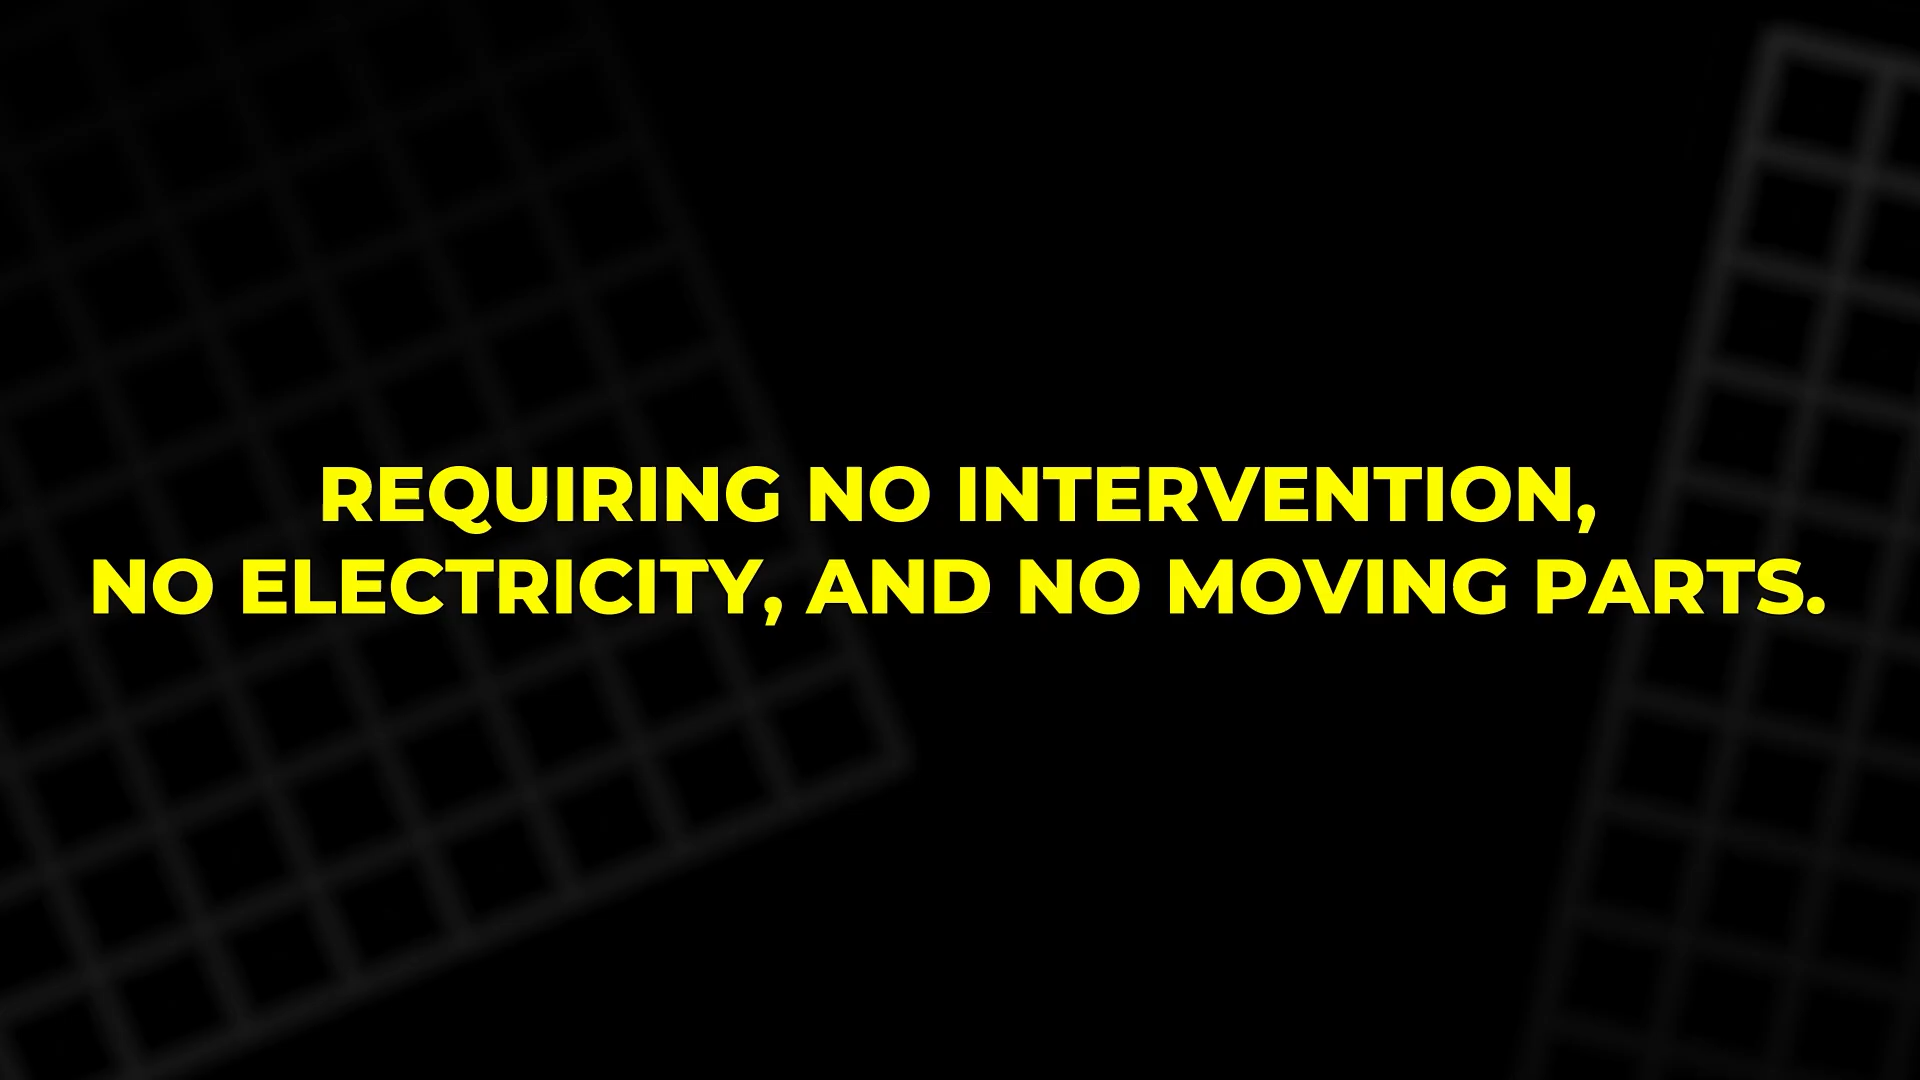 REQUIRING NO INTERVENTION,
NO ELECTRICITY, AND NO MOVING PARTS.